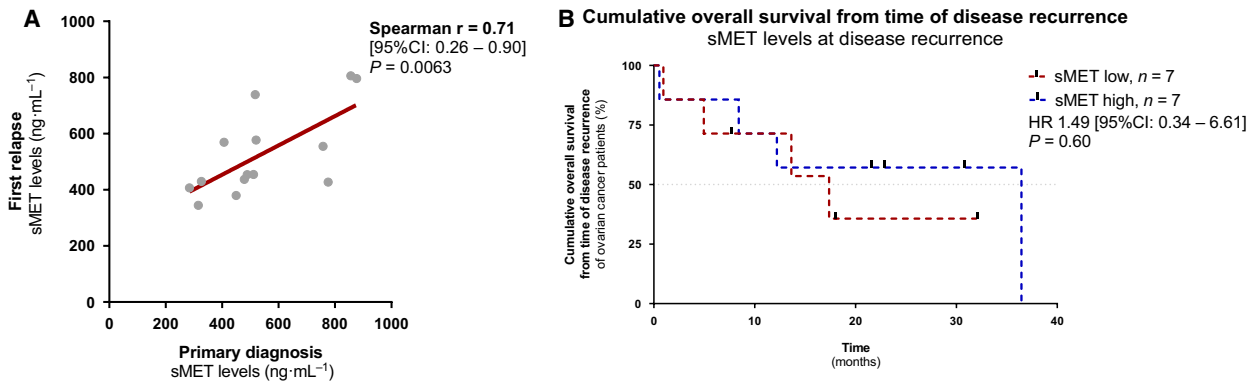 A
Spearman r = 0.71
[95%CI: 0.26 – 0.90]
P = 0.0063
First relapse
sMET levels (ng·mL⁻¹)
1000
800
600
400
200
0
0 200 400 600 800 1000
Primary diagnosis
sMET levels (ng·mL⁻¹)
B Cumulative overall survival from time of disease recurrence
sMET levels at disease recurrence
sMET low, n = 7
sMET high, n = 7
HR 1.49 [95%CI: 0.34 – 6.61]
P = 0.60
Cumulative overall survival
from time of disease recurrence
of ovarian cancer patients (%)
100
75
50
25
0
0 10 20 30 40
Time
(months)